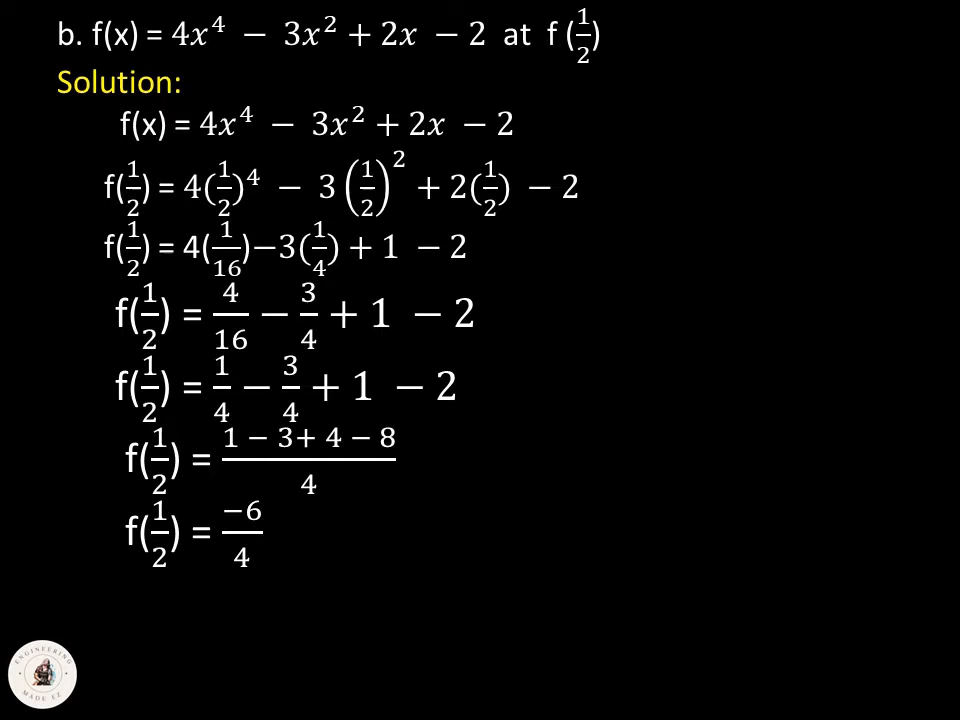 b. f(x) = 4𝑥⁴ − 3𝑥² + 2𝑥 − 2 at f (1/2)
Solution:
f(x) = 4𝑥⁴ − 3𝑥² + 2𝑥 − 2
f(1/2) = 4(1/2)⁴ − 3(1/2)² + 2(1/2) − 2
f(1/2) = 4(1/16)−3(1/4) + 1 − 2
f(1/2) = 4/16 − 3/4 + 1 − 2
f(1/2) = 1/4 − 3/4 + 1 − 2
f(1/2) = (1 − 3+ 4 − 8)/4
f(1/2) = −6/4
ENGINEERING
MADE EZ